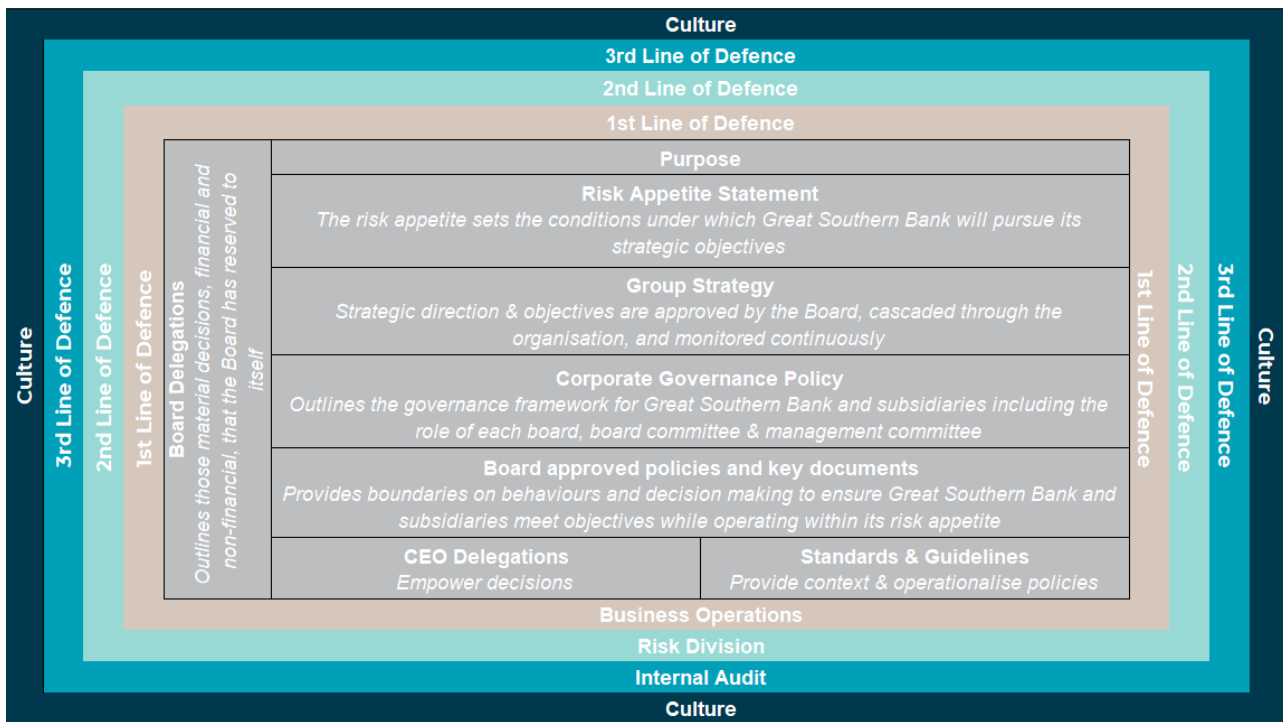 Culture
3rd Line of Defence
2nd Line of Defence
1st Line of Defence
Culture
3rd Line of Defence
2nd Line of Defence
1st Line of Defence
Board Delegations
Outlines those material decisions, financial and
non-financial, that the Board has reserved to
itself
Purpose
Risk Appetite Statement
The risk appetite sets the conditions under which Great Southern Bank will pursue its
strategic objectives
Group Strategy
Strategic direction & objectives are approved by the Board, cascaded through the
organisation, and monitored continuously
Corporate Governance Policy
Outlines the governance framework for Great Southern Bank and subsidiaries including the
role of each board, board committee & management committee
Board approved policies and key documents
Provides boundaries on behaviours and decision making to ensure Great Southern Bank and
subsidiaries meet objectives while operating within its risk appetite
CEO Delegations
Empower decisions
Standards & Guidelines
Provide context & operationalise policies
1st Line of Defence
2nd Line of Defence
3rd Line of Defence
Culture
Business Operations
Risk Division
Internal Audit
Culture